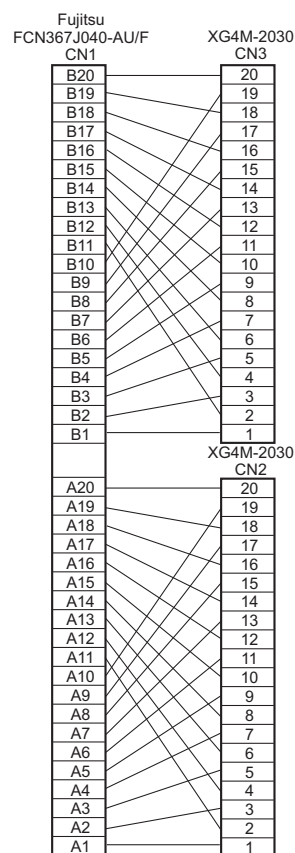 Fujitsu
FCN367J040-AU/F
CN1
XG4M-2030
CN3
B20 20
B19 19
B18 18
B17 17
B16 16
B15 15
B14 14
B13 13
B12 12
B11 11
B10 10
B9 9
B8 8
B7 7
B6 6
B5 5
B4 4
B3 3
B2 2
B1 1
XG4M-2030
CN2
A20 20
A19 19
A18 18
A17 17
A16 16
A15 15
A14 14
A13 13
A12 12
A11 11
A10 10
A9 9
A8 8
A7 7
A6 6
A5 5
A4 4
A3 3
A2 2
A1 1